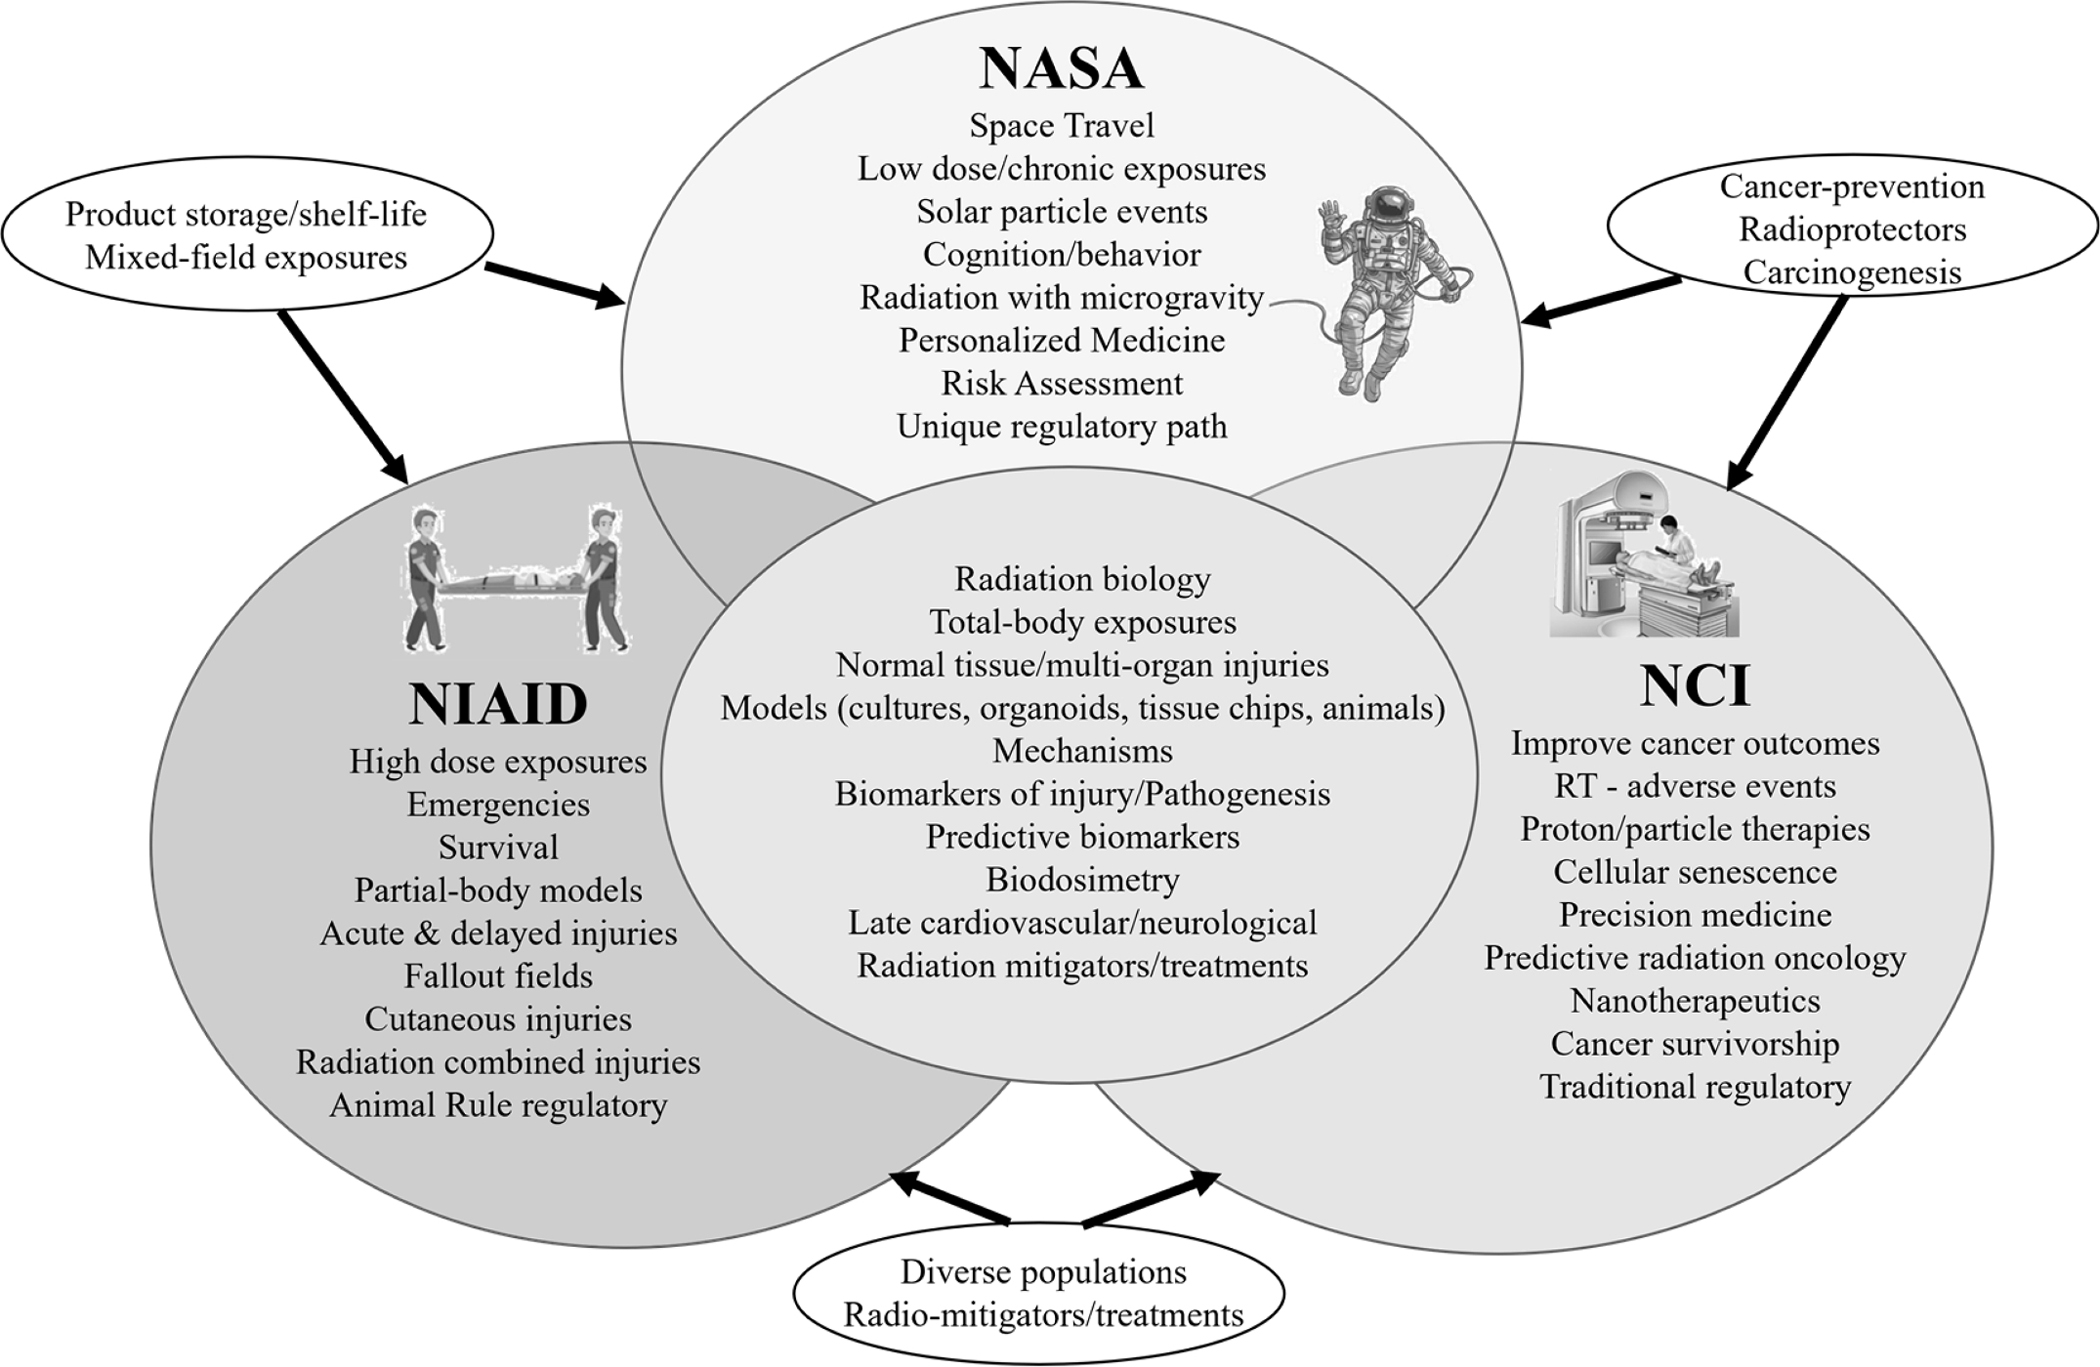 NASA
Space Travel
Low dose/chronic exposures
Solar particle events
Cognition/behavior
Radiation with microgravity
Personalized Medicine
Risk Assessment
Unique regulatory path
Product storage/shelf-life
Mixed-field exposures
Cancer-prevention
Radioprotectors
Carcinogenesis
NIAID
High dose exposures
Emergencies
Survival
Partial-body models
Acute & delayed injuries
Fallout fields
Cutaneous injuries
Radiation combined injuries
Animal Rule regulatory
Radiation biology
Total-body exposures
Normal tissue/multi-organ injuries
Models (cultures, organoids, tissue chips, animals)
Mechanisms
Biomarkers of injury/Pathogenesis
Predictive biomarkers
Biodosimetry
Late cardiovascular/neurological
Radiation mitigators/treatments
NCI
Improve cancer outcomes
RT - adverse events
Proton/particle therapies
Cellular senescence
Precision medicine
Predictive radiation oncology
Nanotherapeutics
Cancer survivorship
Traditional regulatory
Diverse populations
Radio-mitigators/treatments